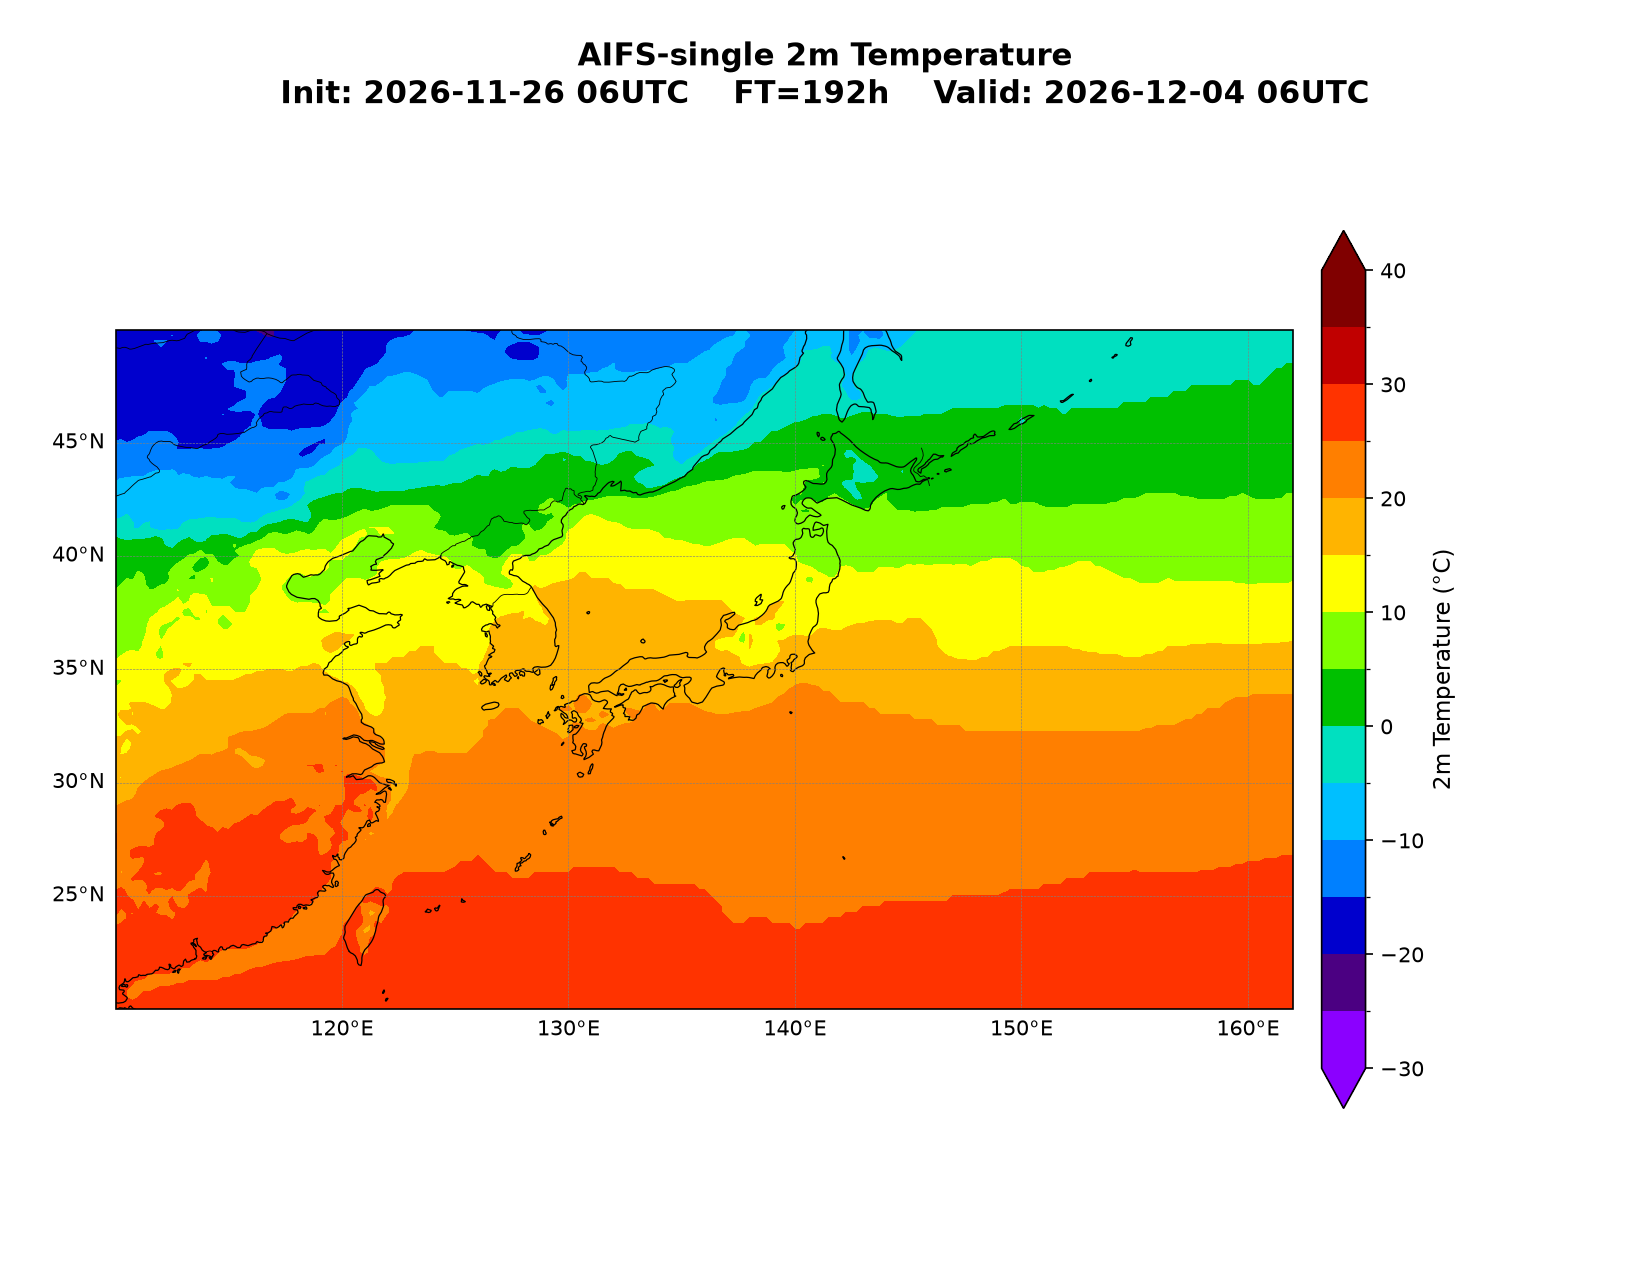 AIFS-single 2m Temperature
Init: 2026-11-26 06UTC    FT=192h    Valid: 2026-12-04 06UTC
45°N
40°N
35°N
30°N
25°N
120°E
130°E
140°E
150°E
160°E
40
30
20
10
0
−10
−20
−30
2m Temperature (°C)